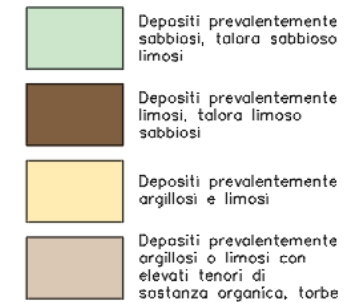 Depositi prevalentemente
sabbiosi, talora sabbioso
limosi
Depositi prevalentemente
limosi, talora limoso
sabbiosi
Depositi prevalentemente
argillosi e limosi
Depositi prevalentemente
argillosi o limosi con
elevati tenori di
sostanza organica, torbe